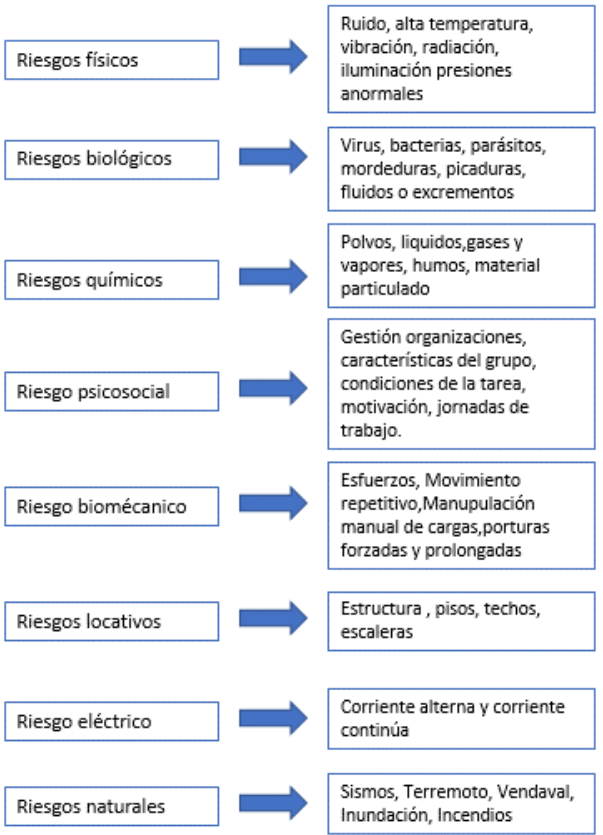 Riesgos físicos
Ruido, alta temperatura,
vibración, radiación,
iluminación presiones
anormales
Riesgos biológicos
Virus, bacterias, parásitos,
mordeduras, picaduras,
fluidos o excrementos
Riesgos químicos
Polvos, liquidos,gases y
vapores, humos, material
particulado
Riesgo psicosocial
Gestión organizaciones,
características del grupo,
condiciones de la tarea,
motivación, jornadas de
trabajo.
Riesgo biomécanico
Esfuerzos, Movimiento
repetitivo,Manupulación
manual de cargas,porturas
forzadas y prolongadas
Riesgos locativos
Estructura , pisos, techos,
escaleras
Riesgo eléctrico
Corriente alterna y corriente
continúa
Riesgos naturales
Sismos, Terremoto, Vendaval,
Inundación, Incendios